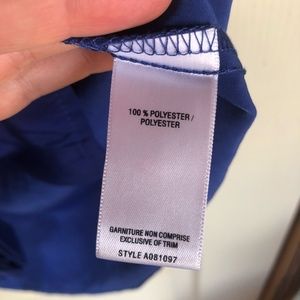 100 % POLYESTER /
POLYESTER
GARNITURE NON COMPRISE
EXCLUSIVE OF TRIM
STYLE A081097